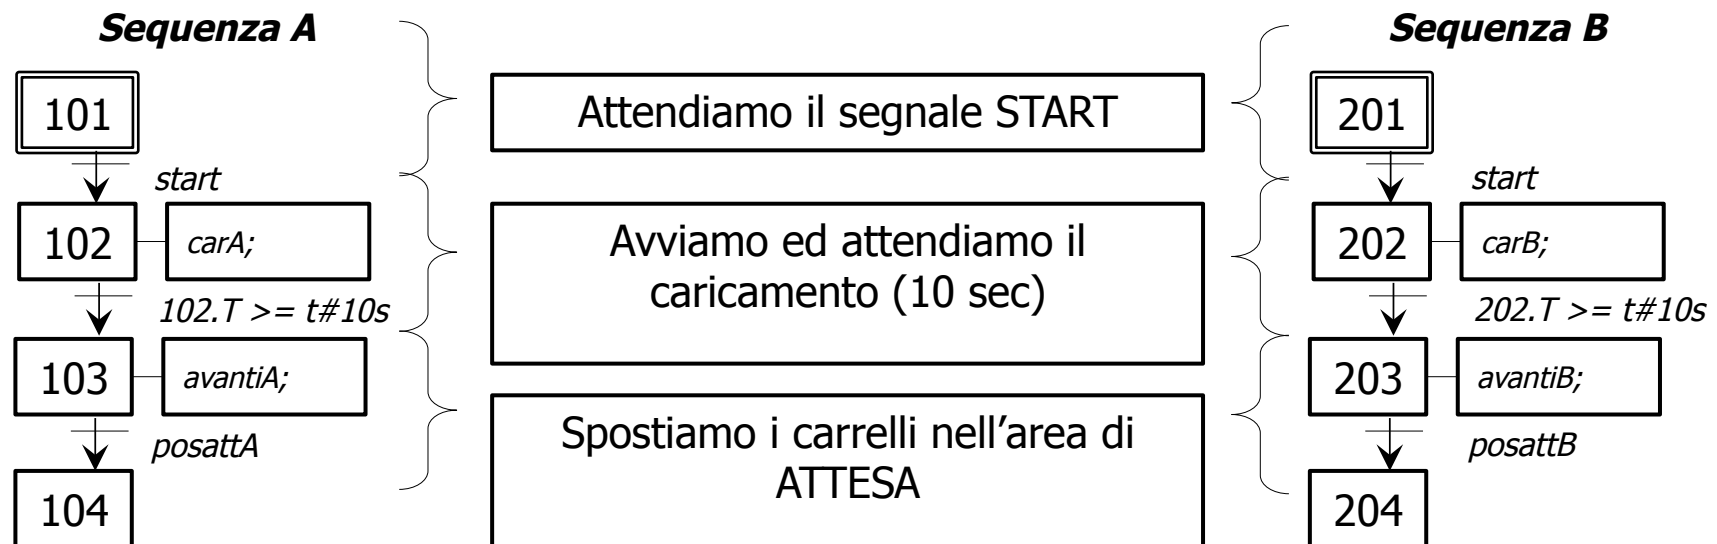 Sequenza A
101
start
102
carA;
102.T >= t#10s
103
avantiA;
posattA
104
Attendiamo il segnale START
Avviamo ed attendiamo il
caricamento (10 sec)
Spostiamo i carrelli nell’area di
ATTESA
Sequenza B
201
start
202
carB;
202.T >= t#10s
203
avantiB;
posattB
204